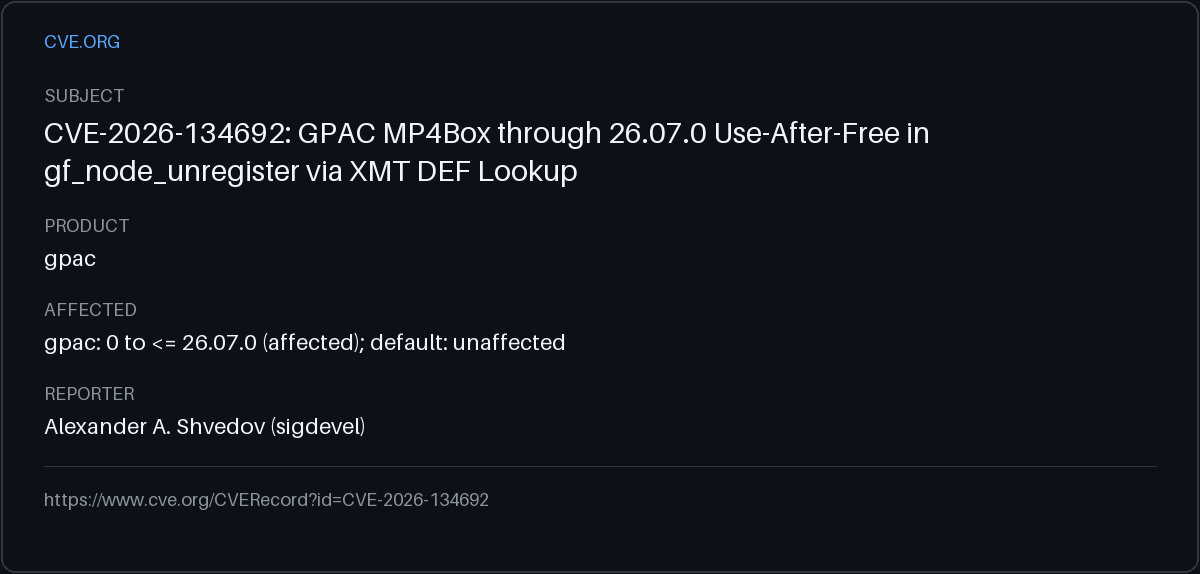 CVE.ORG
SUBJECT
CVE-2026-134692: GPAC MP4Box through 26.07.0 Use-After-Free in
gf_node_unregister via XMT DEF Lookup
PRODUCT
gpac
AFFECTED
gpac: 0 to <= 26.07.0 (affected); default: unaffected
REPORTER
Alexander A. Shvedov (sigdevel)
https://www.cve.org/CVERecord?id=CVE-2026-134692